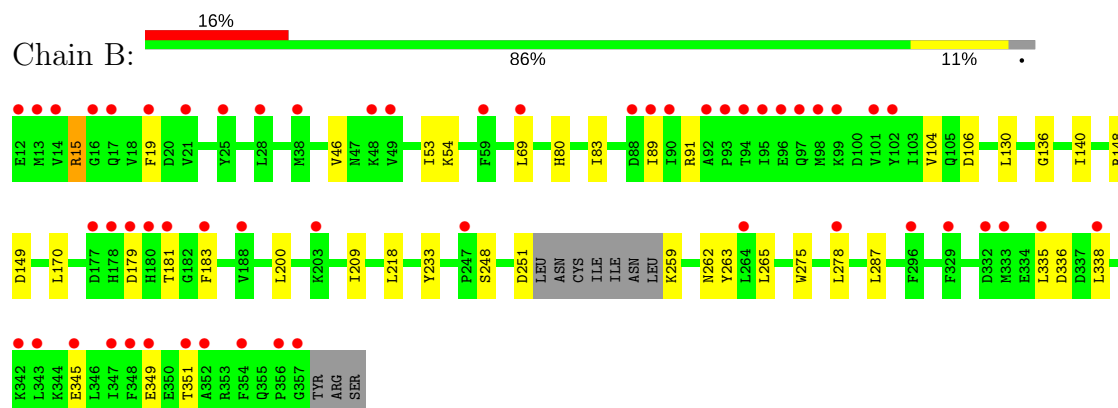 16%
Chain B:
86% 11% •
E12 M13 V14 R15 G16 Q17 V18 F19 D20 V21 Y25 L28 M38 V46 N47 K48 V49 I53 K54 F59 L69 H80 I83 D88 I89 I90 R91 A92 P93 T94 I95 E96 Q97 M98 K99 D100 V101 Y102 I103 V104 Q105 D106 L130 G136 I140
D149 L170 D177 H178 D179 H180 T181 G182 F183 V188 L200 K203 I209 L218 Y233 P247 S248 D251 LEU ASN CYS ILE ILE ASN LEU K259 N262 Y263 L264 L265 W275 L278 L287 F296 F329 D332 M333 E334 L335 D336 D337 L338
K342 L343 K344 E345 L346 I347 F348 E349 E350 T351 A352 R353 F354 Q355 P356 G357 TYR ARG SER